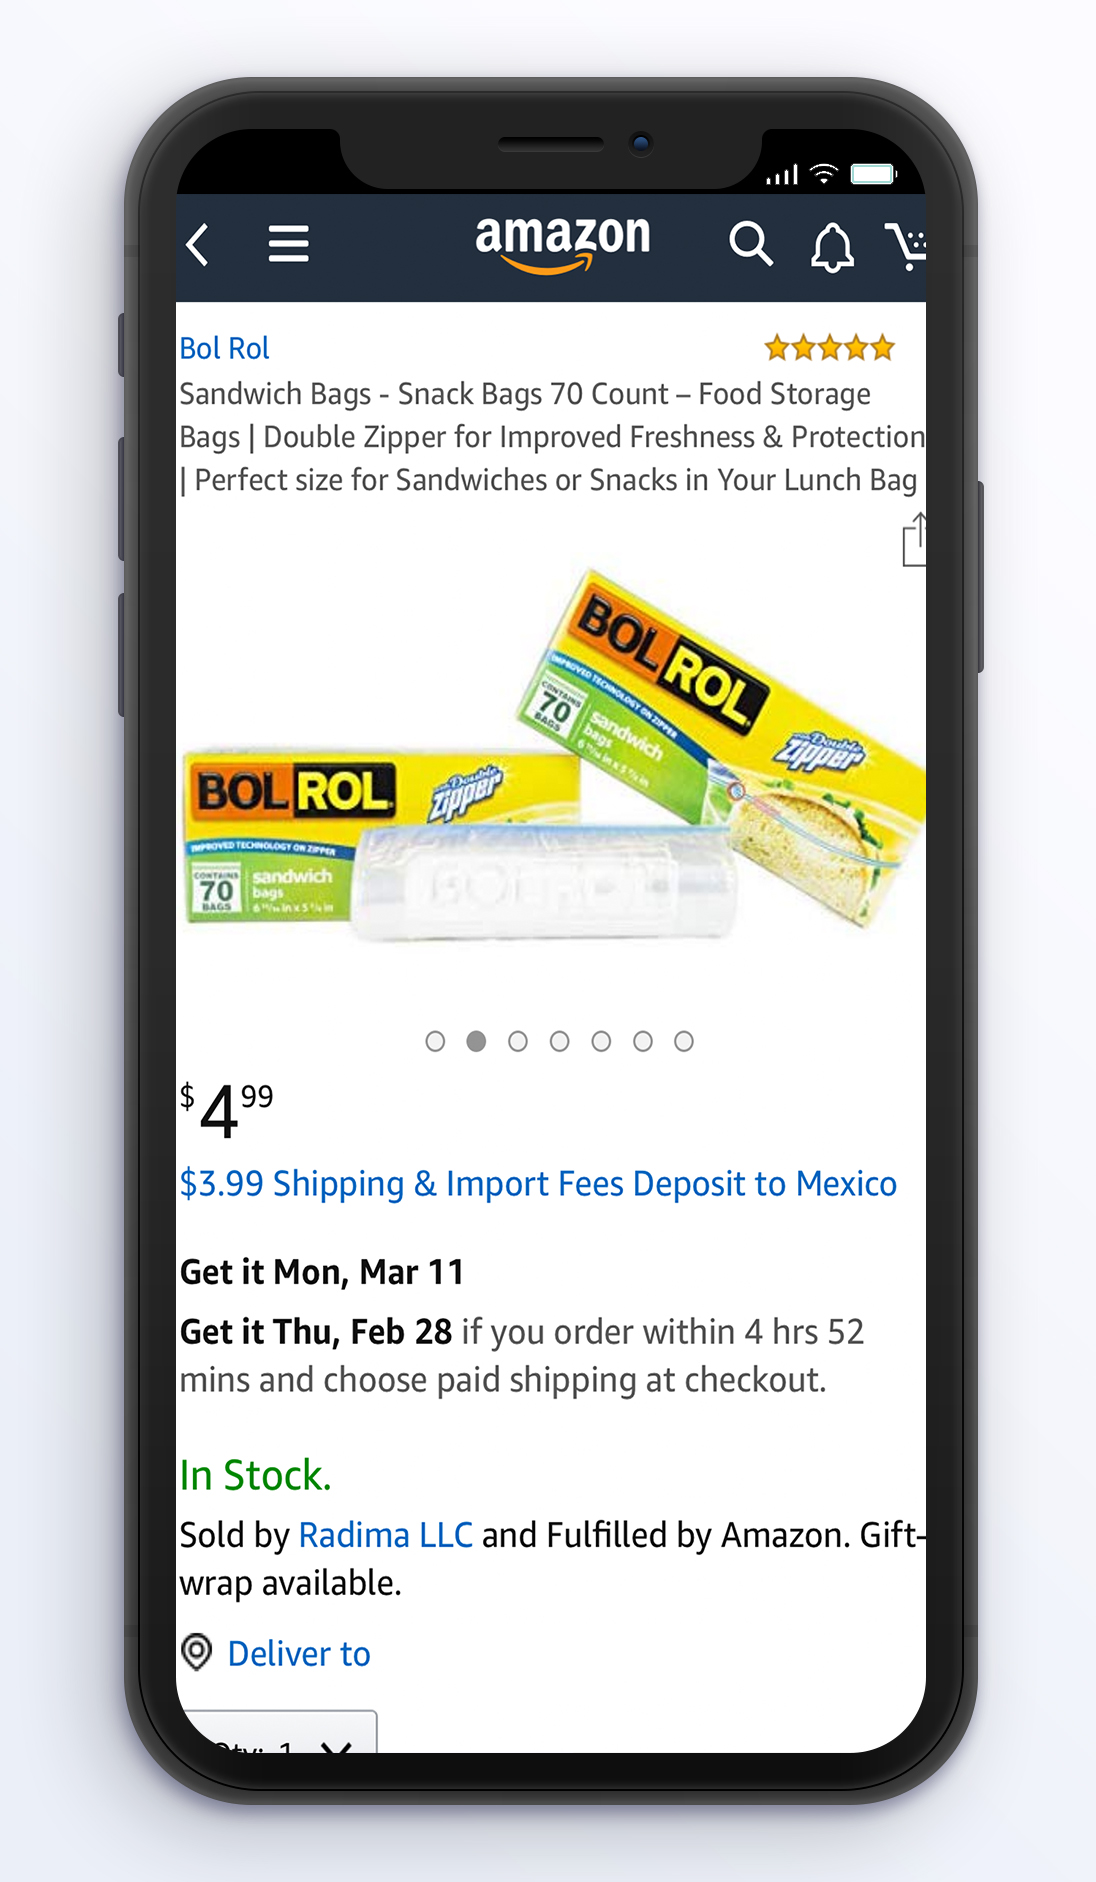 amazon
Bol Rol
Sandwich Bags - Snack Bags 70 Count – Food Storage
Bags | Double Zipper for Improved Freshness & Protection
| Perfect size for Sandwiches or Snacks in Your Lunch Bag
BOL ROL
IMPROVED TECHNOLOGY ON ZIPPER
CONTAINS
70
BAGS
sandwich
bags
Double
Zipper
BOL ROL
Double
Zipper
IMPROVED TECHNOLOGY ON ZIPPER
CONTAINS
70
BAGS
sandwich
bags
$4.99
$3.99 Shipping & Import Fees Deposit to Mexico
Get it Mon, Mar 11
Get it Thu, Feb 28 if you order within 4 hrs 52
mins and choose paid shipping at checkout.
In Stock.
Sold by Radima LLC and Fulfilled by Amazon. Gift-
wrap available.
Deliver to
Qty: 1